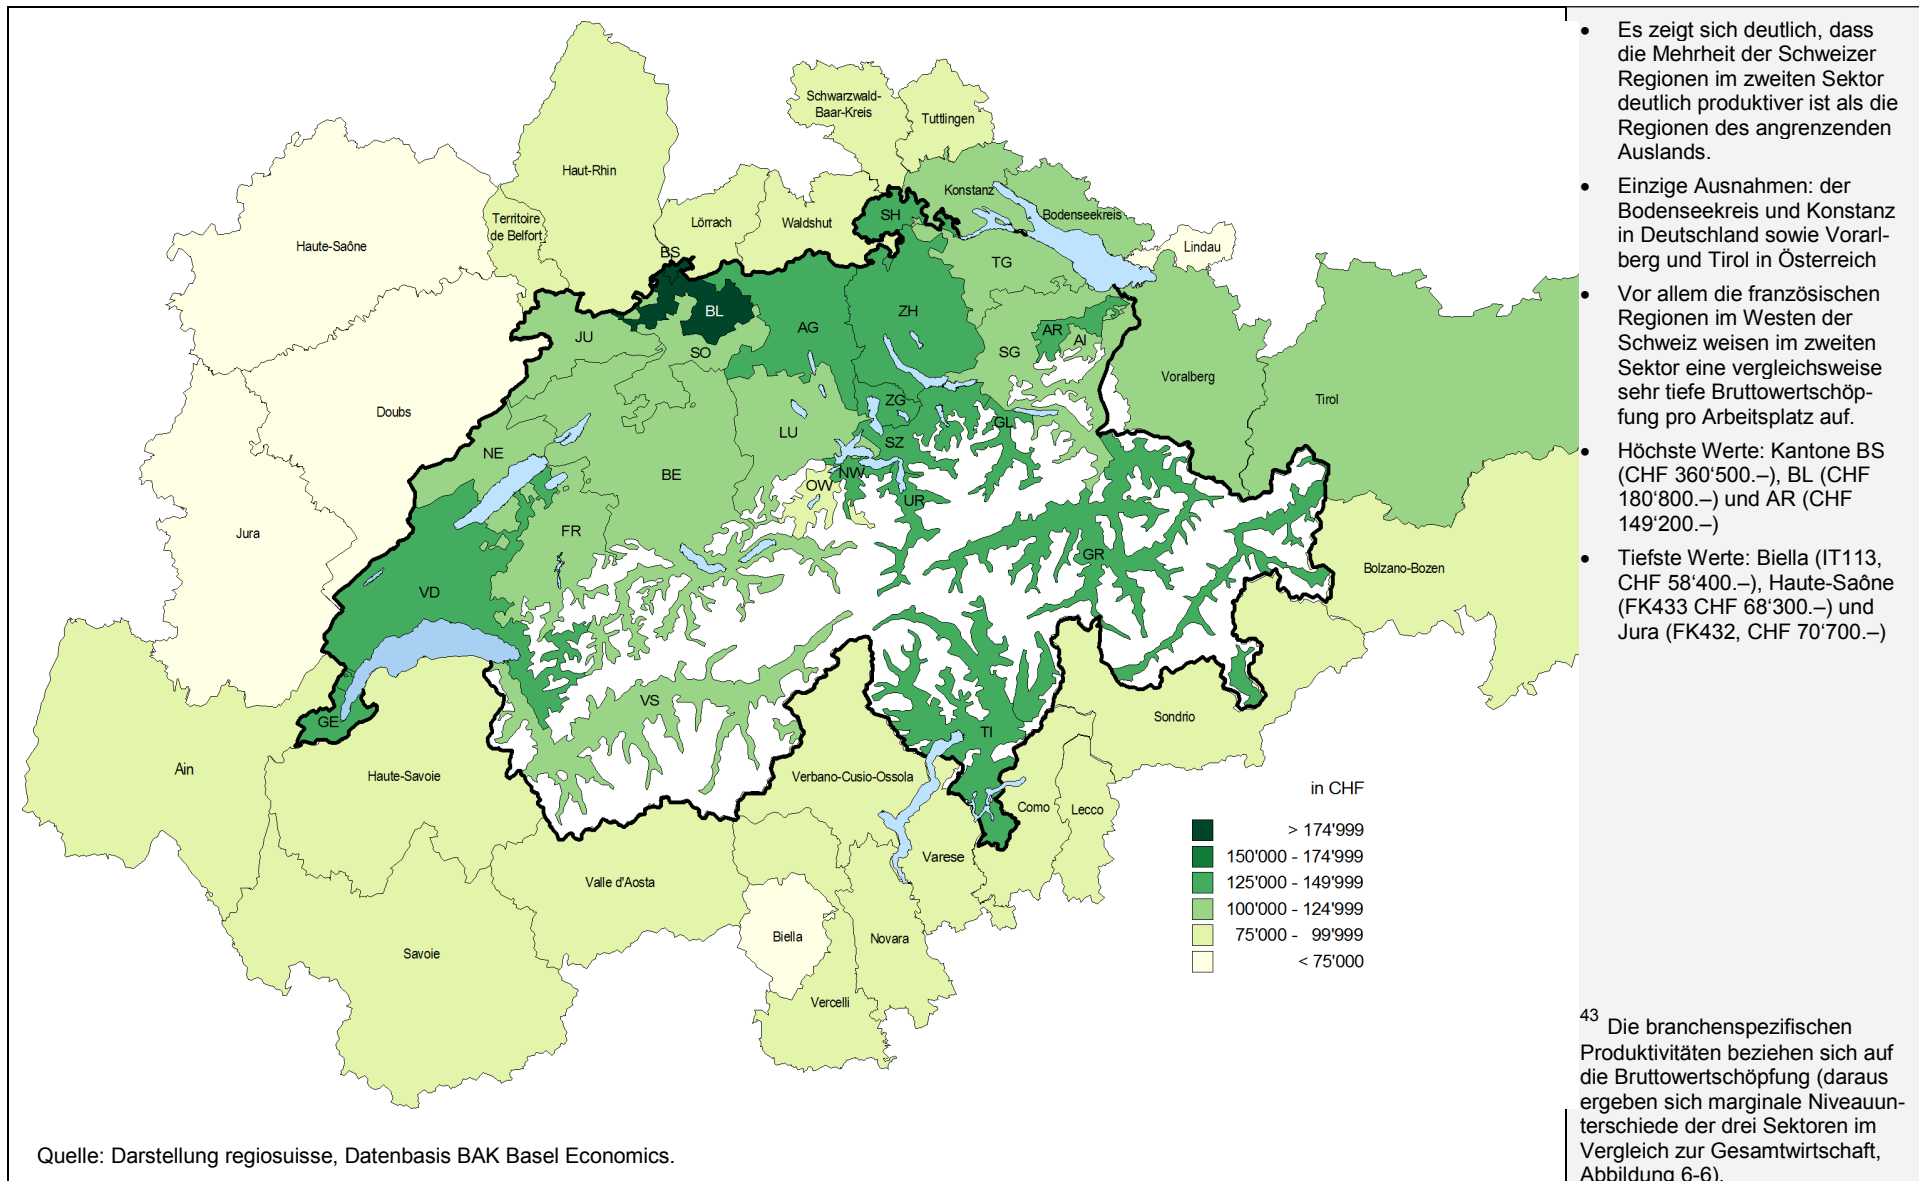 Schwarzwald-
Baar-Kreis
Tuttlingen
Haut-Rhin
Konstanz
Territoire
de Belfort
Lörrach
Waldshut
SH
Bodenseekreis
Haute-Saône
Lindau
BS
TG
BL
AG
ZH
JU
SO
AR
AI
SG
Voralberg
Tirol
Doubs
ZG
LU
GL
SZ
NE
BE
NW
OW
UR
Jura
FR
GR
Bolzano-Bozen
VD
VS
GE
Sondrio
TI
Ain
Haute-Savoie
Verbano-Cusio-Ossola
Como
Lecco
Varese
Valle d'Aosta
Biella
Novara
Savoie
Vercelli
in CHF
> 174'999
150'000 - 174'999
125'000 - 149'999
100'000 - 124'999
75'000 - 99'999
< 75'000
Quelle: Darstellung regiosuisse, Datenbasis BAK Basel Economics.
• Es zeigt sich deutlich, dass
die Mehrheit der Schweizer
Regionen im zweiten Sektor
deutlich produktiver ist als die
Regionen des angrenzenden
Auslands.
• Einzige Ausnahmen: der
Bodenseekreis und Konstanz
in Deutschland sowie Vorarl-
berg und Tirol in Österreich
• Vor allem die französischen
Regionen im Westen der
Schweiz weisen im zweiten
Sektor eine vergleichsweise
sehr tiefe Bruttowertschöp-
fung pro Arbeitsplatz auf.
• Höchste Werte: Kantone BS
(CHF 360‘500.–), BL (CHF
180‘800.–) und AR (CHF
149‘200.–)
• Tiefste Werte: Biella (IT113,
CHF 58‘400.–), Haute-Saône
(FK433 CHF 68‘300.–) und
Jura (FK432, CHF 70‘700.–)
43 Die branchenspezifischen
Produktivitäten beziehen sich auf
die Bruttowertschöpfung (daraus
ergeben sich marginale Niveauun-
terschiede der drei Sektoren im
Vergleich zur Gesamtwirtschaft,
Abbildung 6-6).